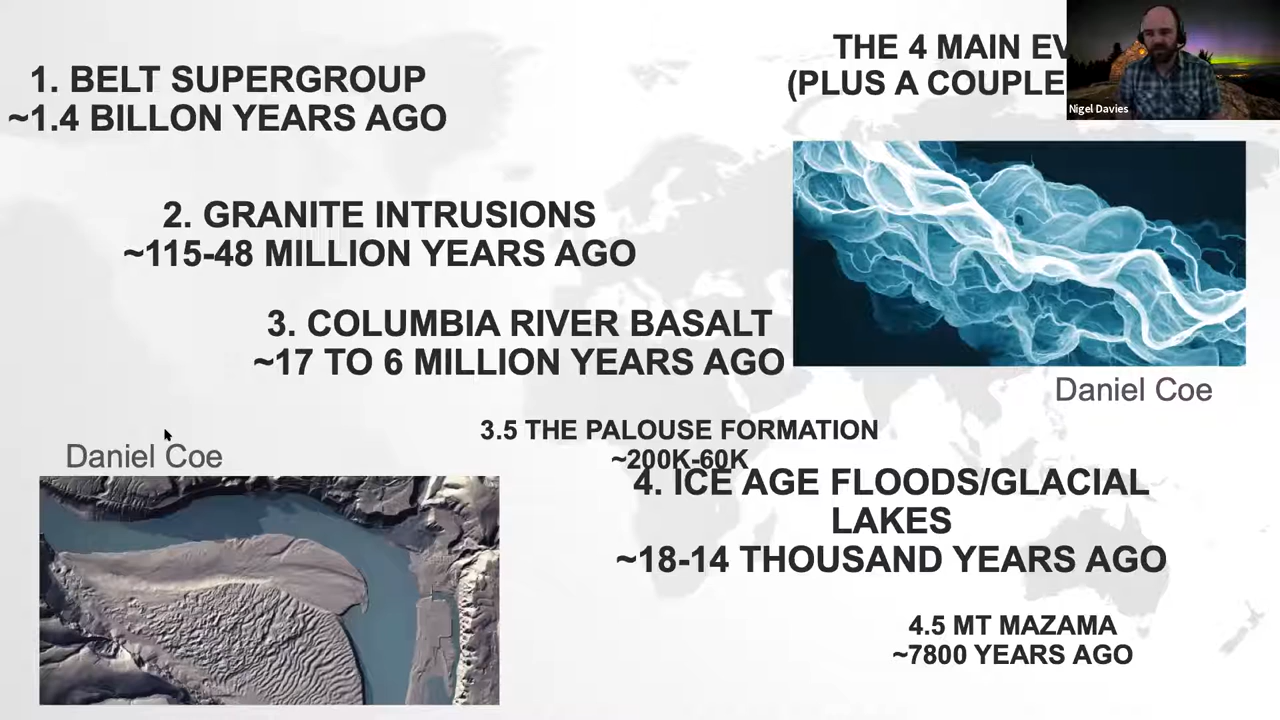 THE 4 MAIN
(PLUS A COUPLE
Nigel Davies
1. BELT SUPERGROUP
~1.4 BILLON YEARS AGO
2. GRANITE INTRUSIONS
~115-48 MILLION YEARS AGO
3. COLUMBIA RIVER BASALT
~17 TO 6 MILLION YEARS AGO
Daniel Coe
3.5 THE PALOUSE FORMATION
~200K-60K
Daniel Coe
4. ICE AGE FLOODS/GLACIAL
LAKES
~18-14 THOUSAND YEARS AGO
4.5 MT MAZAMA
~7800 YEARS AGO